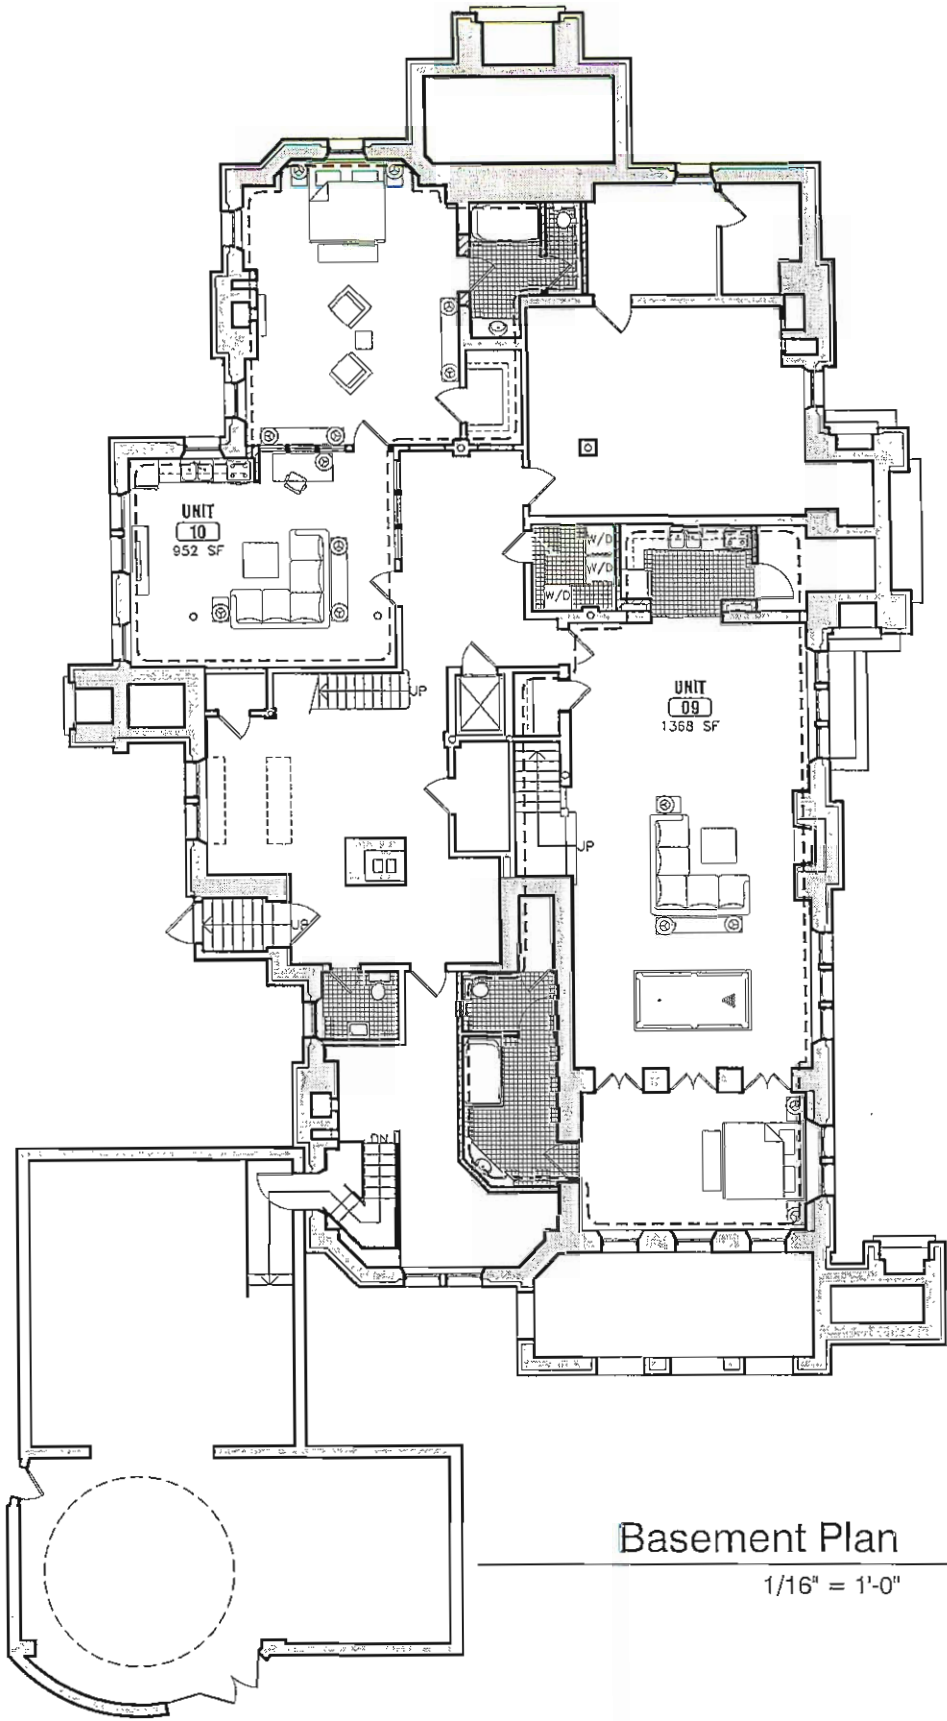 UNIT
10
952 SF
W/D
W/D
W/D
UP
UNIT
09
1368 SF
UP
UP
DN
Basement Plan
1/16" = 1'-0"